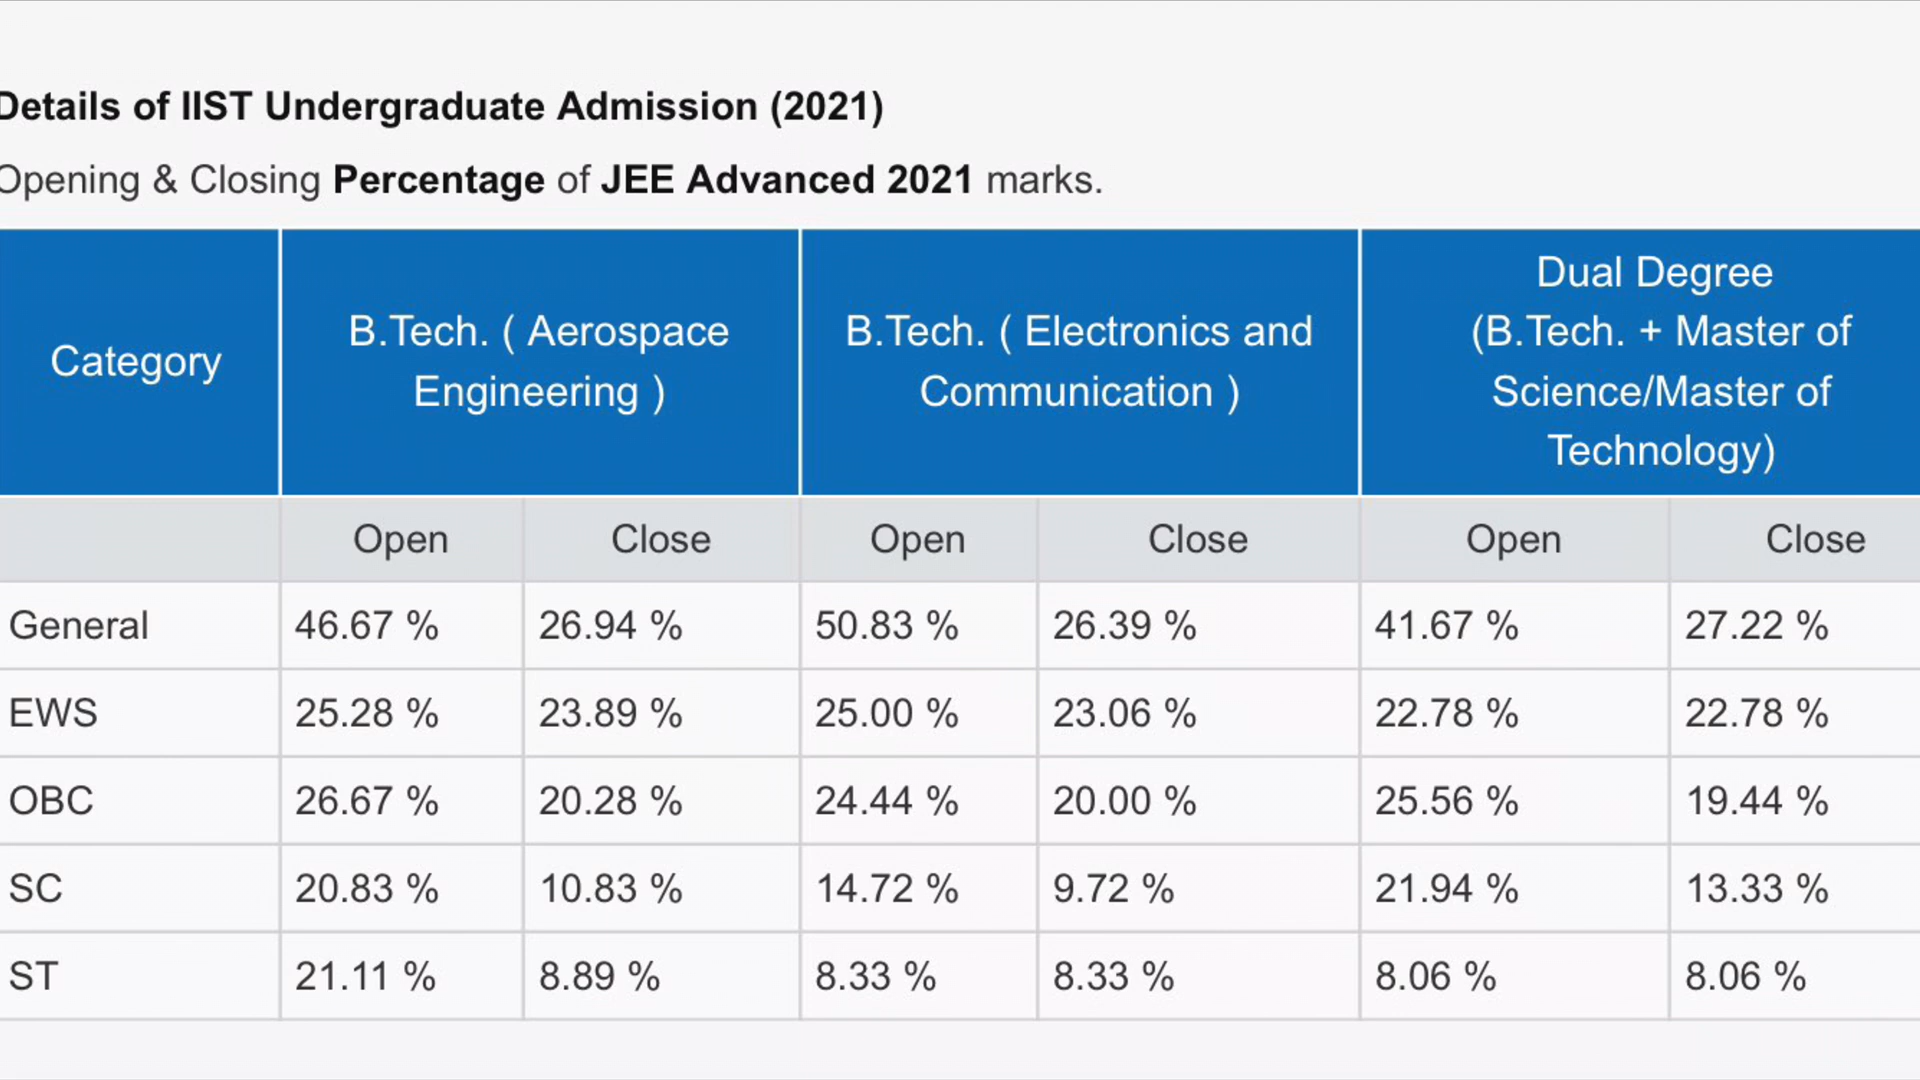 Details of IIST Undergraduate Admission (2021)
Opening & Closing Percentage of JEE Advanced 2021 marks.
Category
B.Tech. ( Aerospace
Engineering )
B.Tech. ( Electronics and
Communication )
Dual Degree
(B.Tech. + Master of
Science/Master of
Technology)
Open Close Open Close Open Close
General 46.67 % 26.94 % 50.83 % 26.39 % 41.67 % 27.22 %
EWS 25.28 % 23.89 % 25.00 % 23.06 % 22.78 % 22.78 %
OBC 26.67 % 20.28 % 24.44 % 20.00 % 25.56 % 19.44 %
SC 20.83 % 10.83 % 14.72 % 9.72 % 21.94 % 13.33 %
ST 21.11 % 8.89 % 8.33 % 8.33 % 8.06 % 8.06 %